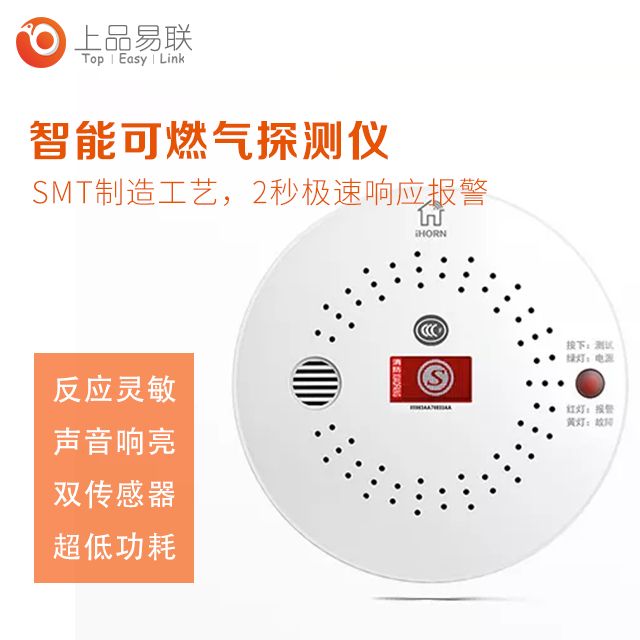 上品易联
Top | Easy | Link
智能可燃气探测仪
SMT制造工艺，2秒极速响应报警
iHORN
CCC
消防
S
按下：测试
绿灯：电源
红灯：报警
黄灯：故障
反应灵敏
声音响亮
双传感器
超低功耗